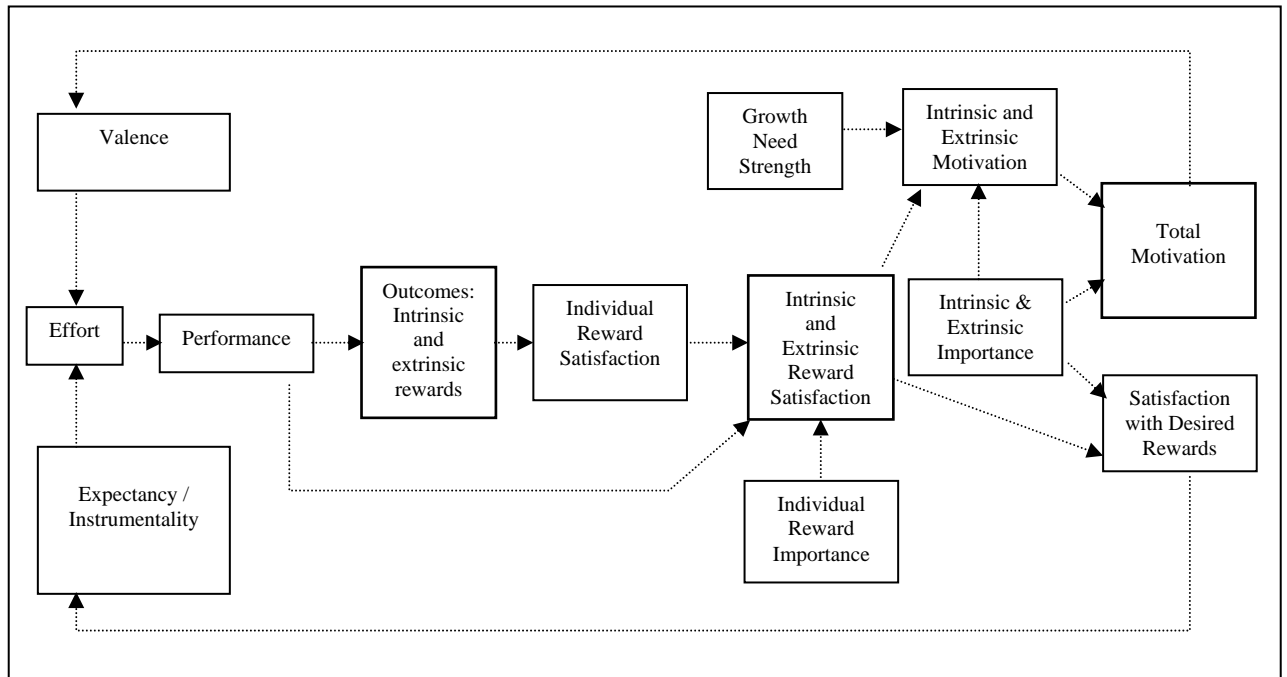 Valence
Growth
Need
Strength
Intrinsic and
Extrinsic
Motivation
Total
Motivation
Effort
Performance
Outcomes:
Intrinsic
and
extrinsic
rewards
Individual
Reward
Satisfaction
Intrinsic
and
Extrinsic
Reward
Satisfaction
Intrinsic &
Extrinsic
Importance
Satisfaction
with Desired
Rewards
Expectancy /
Instrumentality
Individual
Reward
Importance